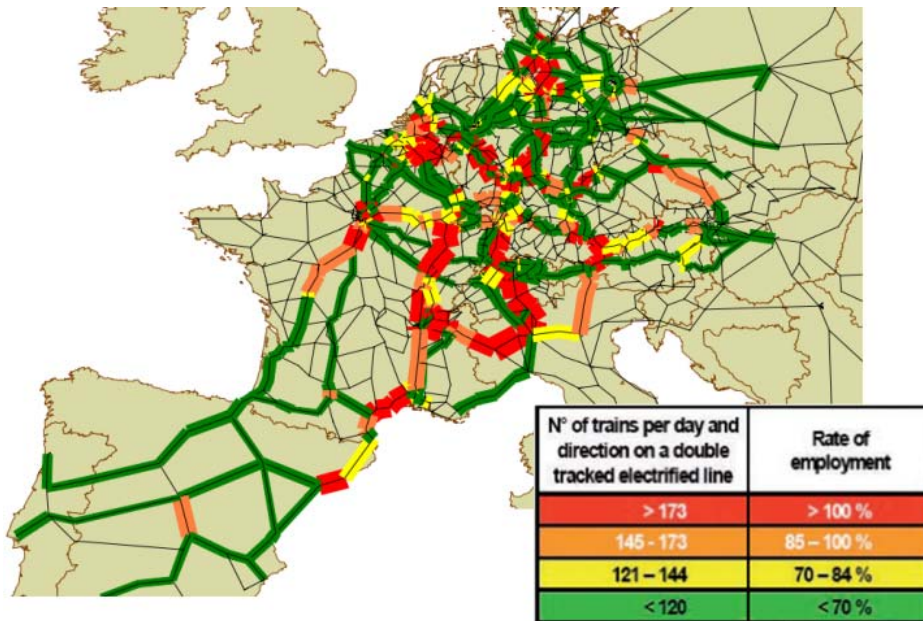 N° of trains per day and
direction on a double
tracked electrified line
Rate of
employment
> 173
> 100 %
145 - 173
85 – 100 %
121 – 144
70 – 84 %
< 120
< 70 %